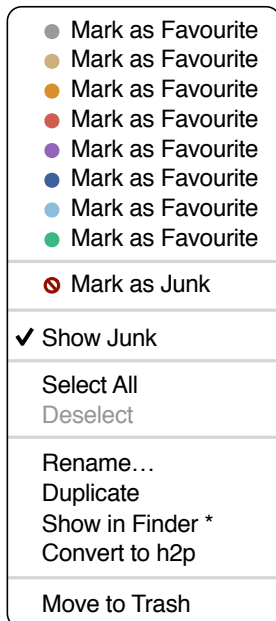 Mark as Favourite
Mark as Favourite
Mark as Favourite
Mark as Favourite
Mark as Favourite
Mark as Favourite
Mark as Favourite
Mark as Favourite
Mark as Junk
Show Junk
Select All
Deselect
Rename…
Duplicate
Show in Finder *
Convert to h2p
Move to Trash